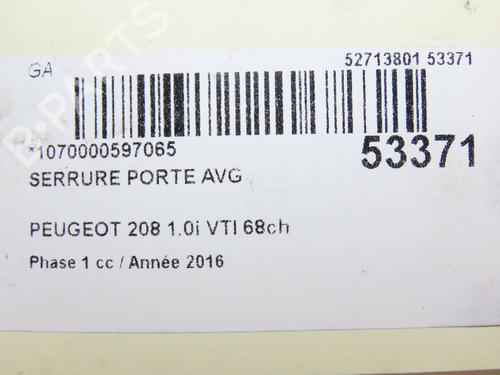 GA
52713801 53371
*1070000597065
53371
SERRURE PORTE AVG
PEUGEOT 208 1.0i VTI 68ch
Phase 1 cc / Année 2016
B-PARTS